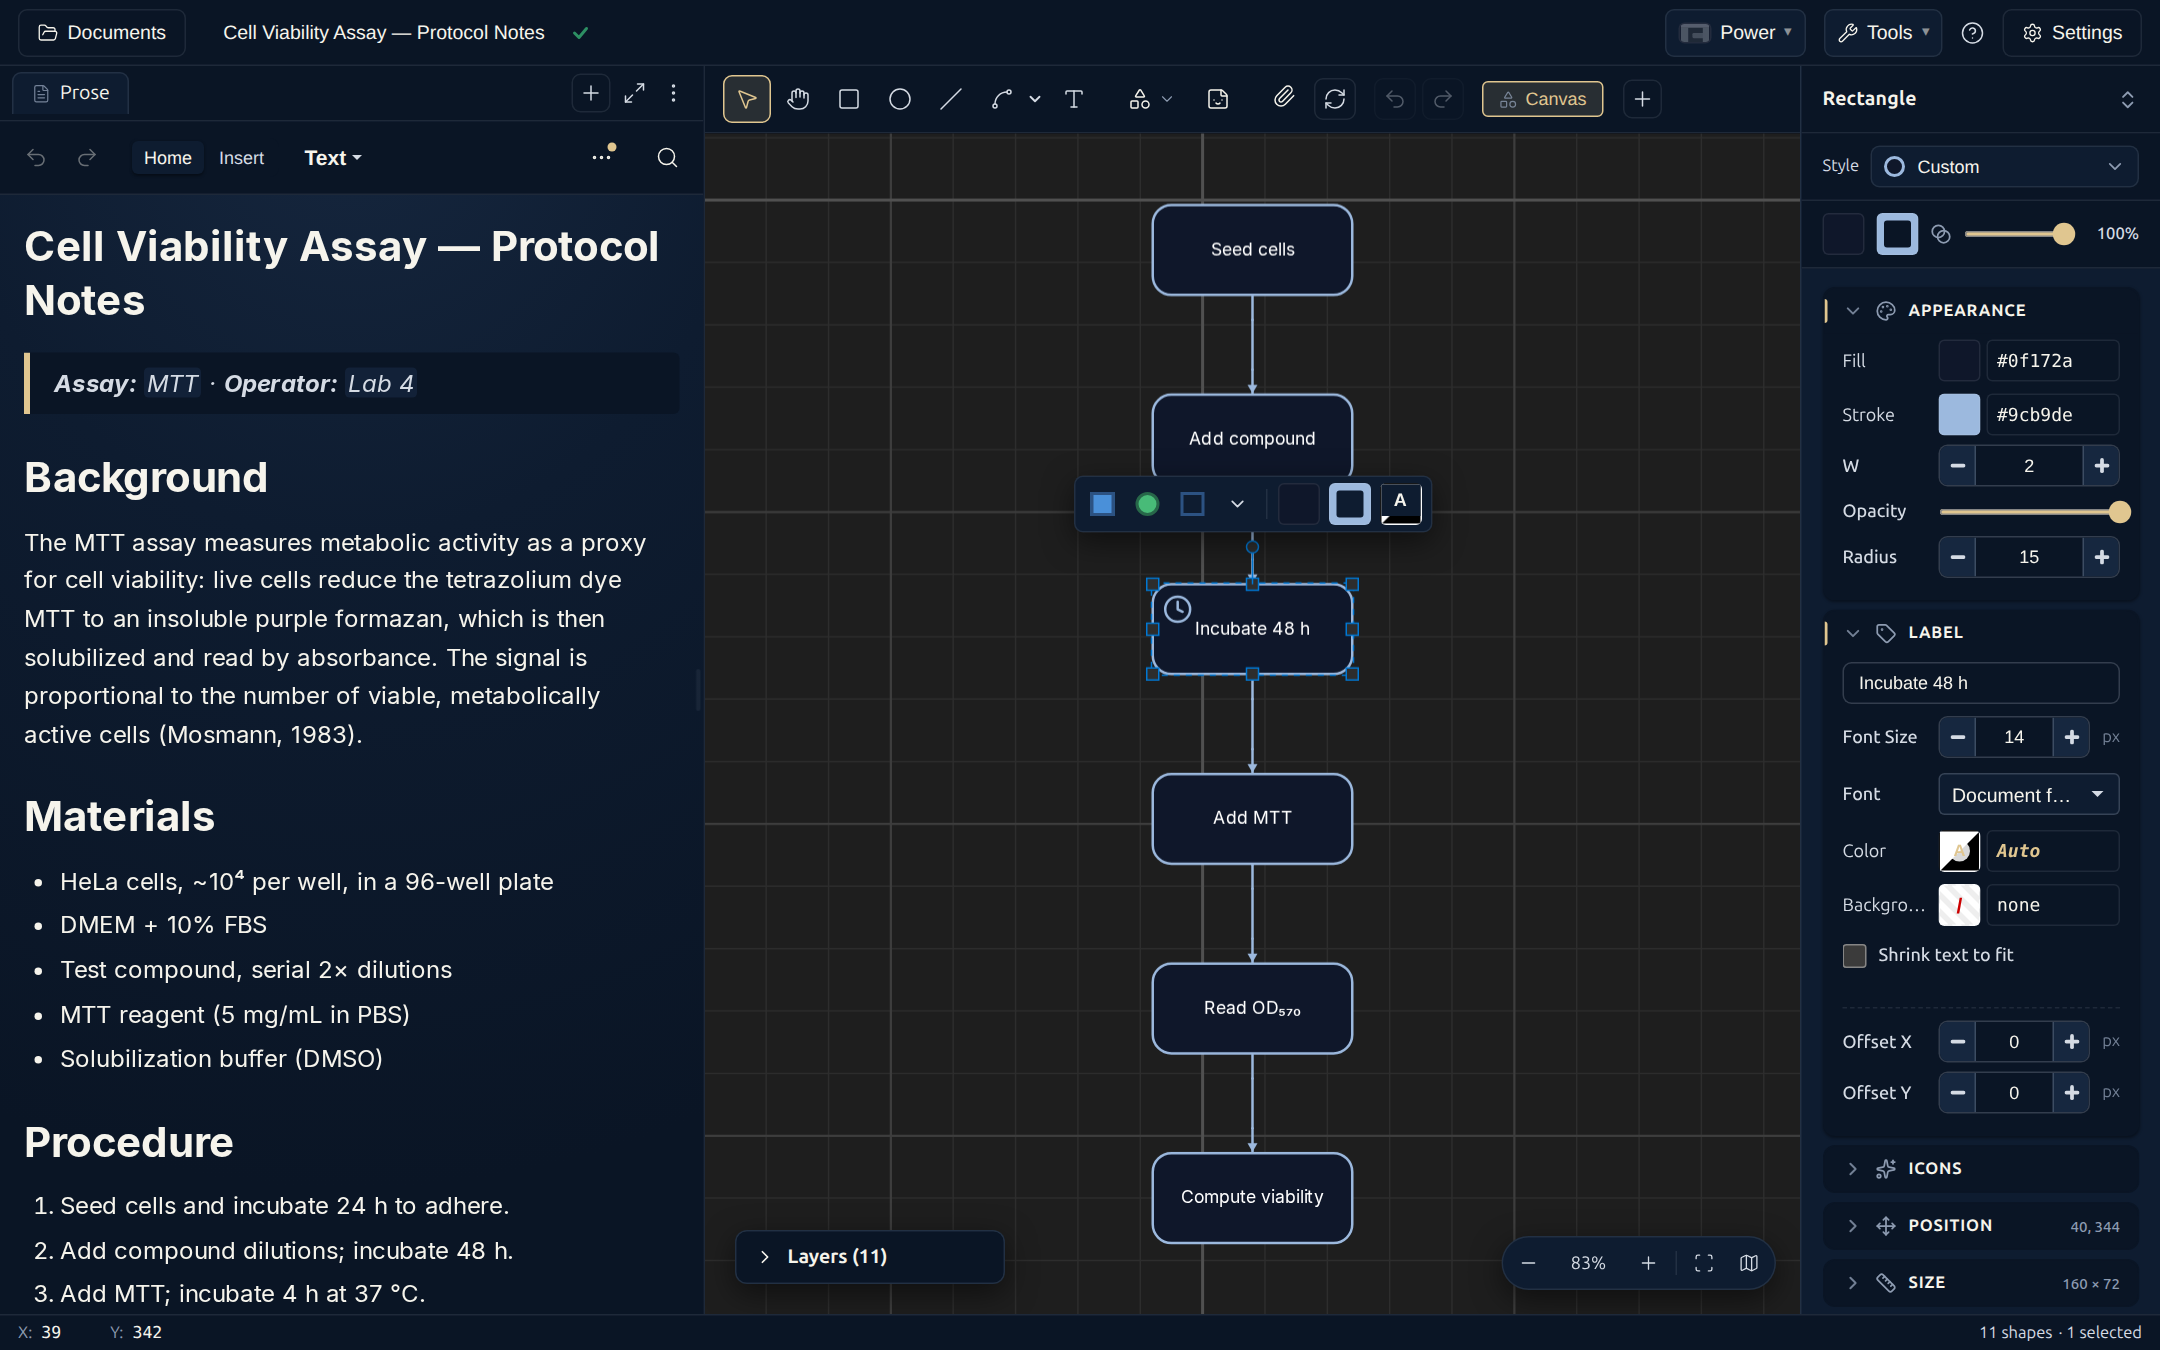 Documents
Cell Viability Assay — Protocol Notes
Power
Tools
Settings
Prose
Home
Insert
Text
Canvas
Cell Viability Assay — Protocol
Notes
Assay: MTT · Operator: Lab 4
Background
The MTT assay measures metabolic activity as a proxy
for cell viability: live cells reduce the tetrazolium dye
MTT to an insoluble purple formazan, which is then
solubilized and read by absorbance. The signal is
proportional to the number of viable, metabolically
active cells (Mosmann, 1983).
Materials
• HeLa cells, ~10⁴ per well, in a 96-well plate
• DMEM + 10% FBS
• Test compound, serial 2× dilutions
• MTT reagent (5 mg/mL in PBS)
• Solubilization buffer (DMSO)
Procedure
1. Seed cells and incubate 24 h to adhere.
2. Add compound dilutions; incubate 48 h.
3. Add MTT; incubate 4 h at 37 °C.
Seed cells
Add compound
A
Incubate 48 h
Add MTT
Read OD₅₇₀
Compute viability
Layers (11)
83%
Rectangle
Style
Custom
100%
APPEARANCE
Fill
#0f172a
Stroke
#9cb9de
W
2
Opacity
Radius
15
LABEL
Incubate 48 h
Font Size
14
px
Font
Document f...
Color
A
Auto
Backgro...
none
Shrink text to fit
Offset X
0
px
Offset Y
0
px
ICONS
POSITION
40, 344
SIZE
160 × 72
X: 39
Y: 342
11 shapes · 1 selected